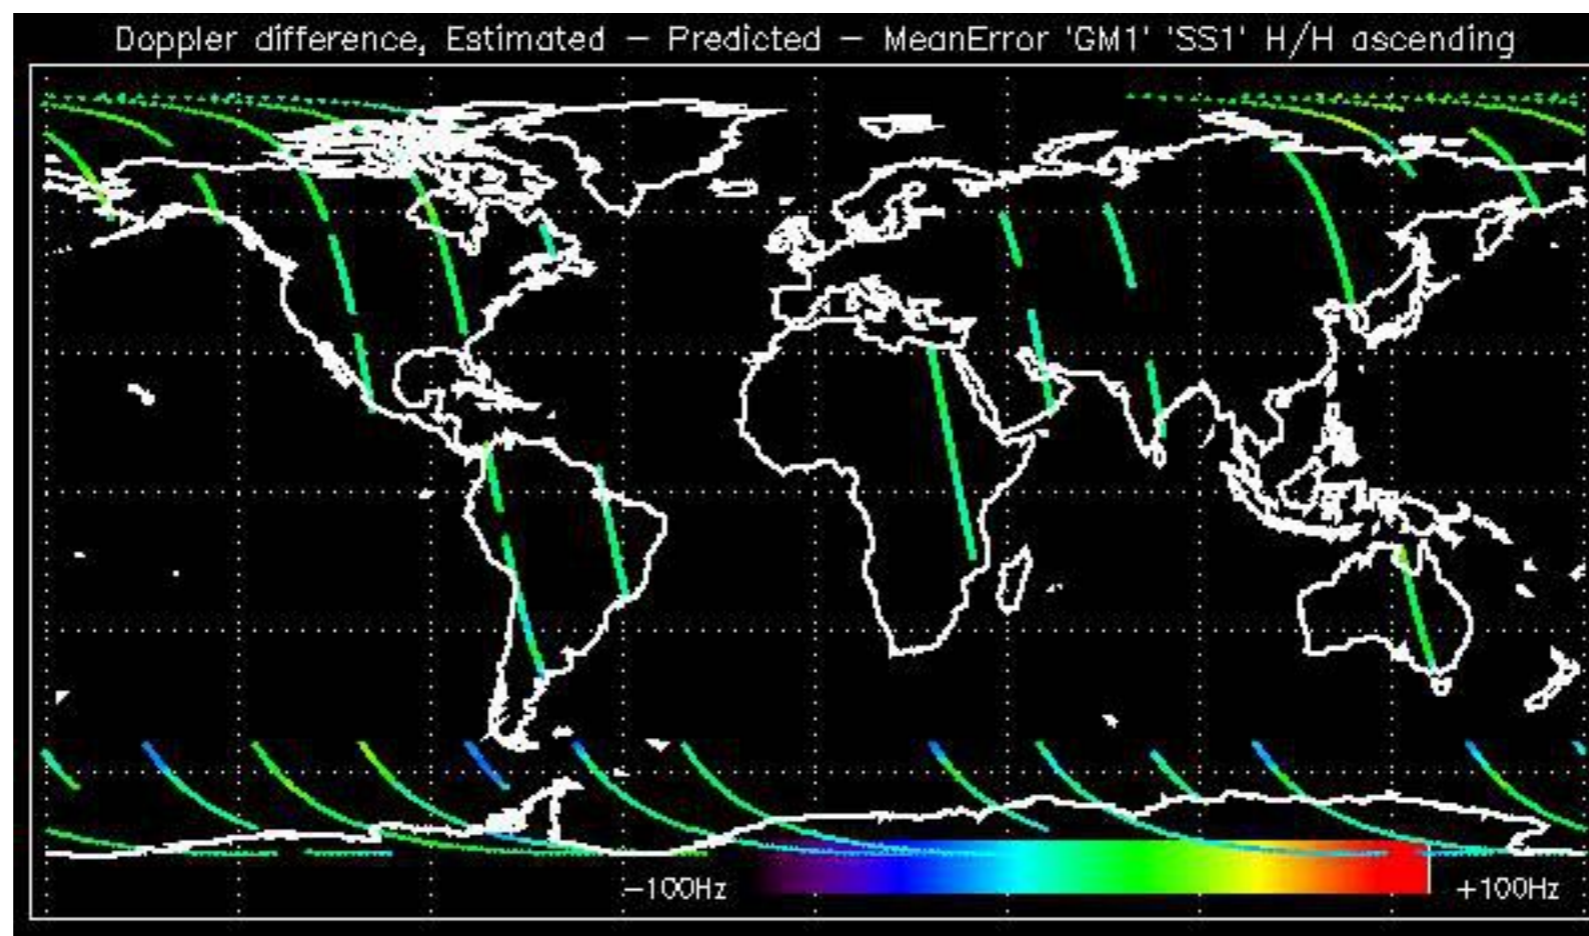 Doppler difference, Estimated – Predicted – MeanError 'GM1' 'SS1' H/H ascending
-100Hz +100Hz